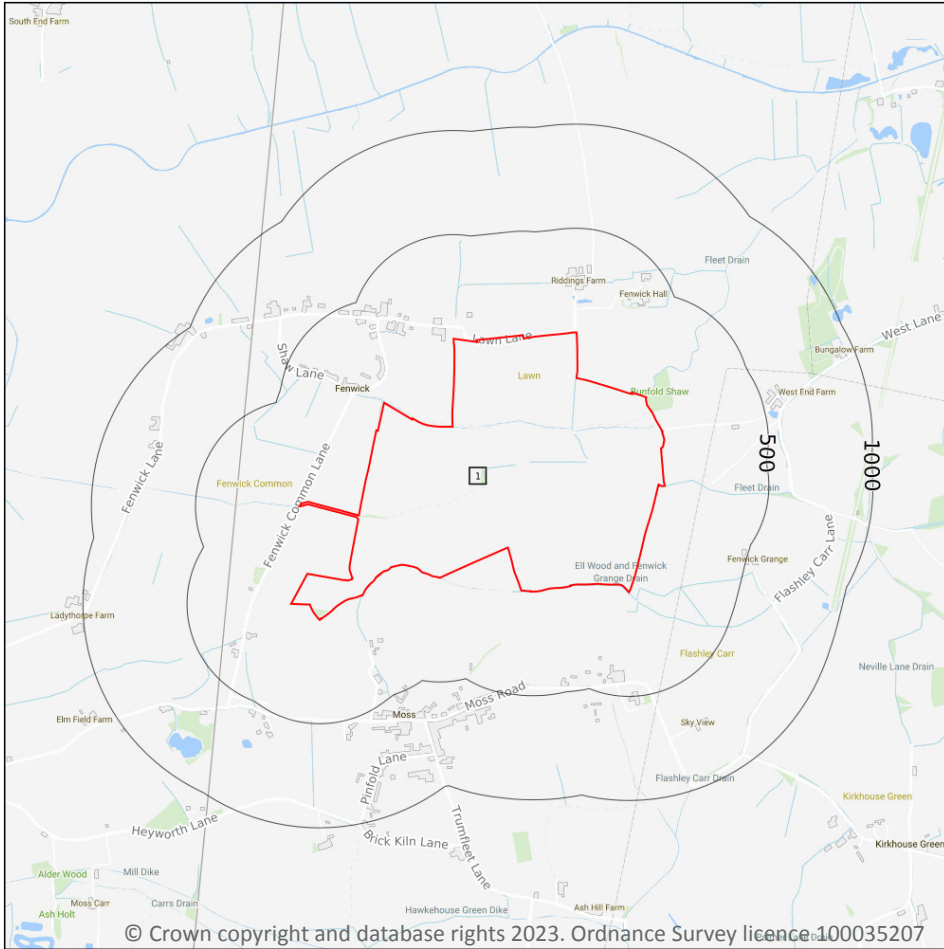 South End Farm
Fleet Drain
Riddings Farm
Fenwick Hall
West Lane
Lawn Lane
Bungalow Farm
Shaw Lane
Lawn
Fenwick
Bunfold Shaw
West End Farm
500
1000
Fenwick Lane
Fenwick Common
1
Fleet Drain
Fenwick Common Lane
Fenwick Grange
Ell Wood and Fenwick
Grange Drain
Flashley Carr Lane
Ladythorpe Farm
Flashley Carr
Neville Lane Drain
Moss Road
Elm Field Farm
Moss
Sky View
Pinfold Lane
Flashley Carr Drain
Kirkhouse Green
Heyworth Lane
Trumfleet Lane
Brick Kiln Lane
Kirkhouse Green
Alder Wood
Mill Dike
Moss Carr
Carrs Drain
Ash Holt
Hawkehouse Green Dike
Ash Hill Farm
© Crown copyright and database rights 2023. Ordnance Survey licence 100035207